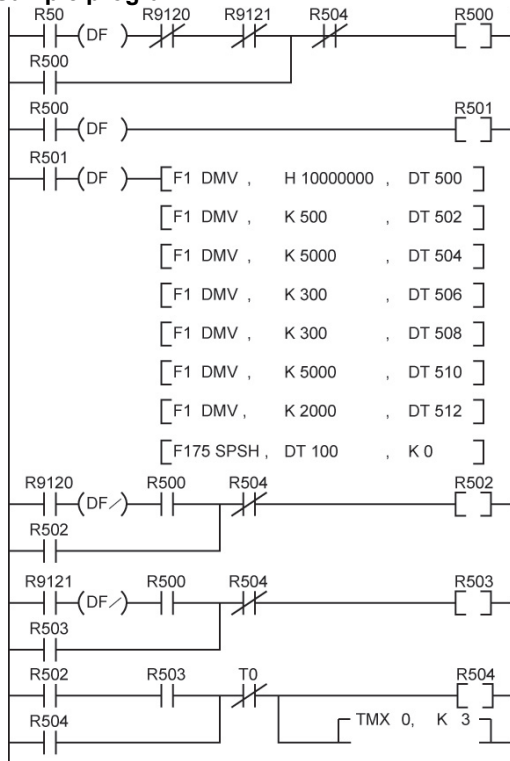 R50 R9120 R9121 R504 R500
(DF )
R500
R500 R501
(DF )
R501
(DF ) [F1 DMV , H 10000000 , DT 500 ]
[F1 DMV , K 500 , DT 502 ]
[F1 DMV , K 5000 , DT 504 ]
[F1 DMV , K 300 , DT 506 ]
[F1 DMV , K 300 , DT 508 ]
[F1 DMV , K 5000 , DT 510 ]
[F1 DMV , K 2000 , DT 512 ]
[F175 SPSH , DT 100 , K 0 ]
R9120 R500 R504 R502
(DF/)
R502
R9121 R500 R504 R503
(DF/)
R503
R502 R503 T0 R504
R504
TMX 0, K 3